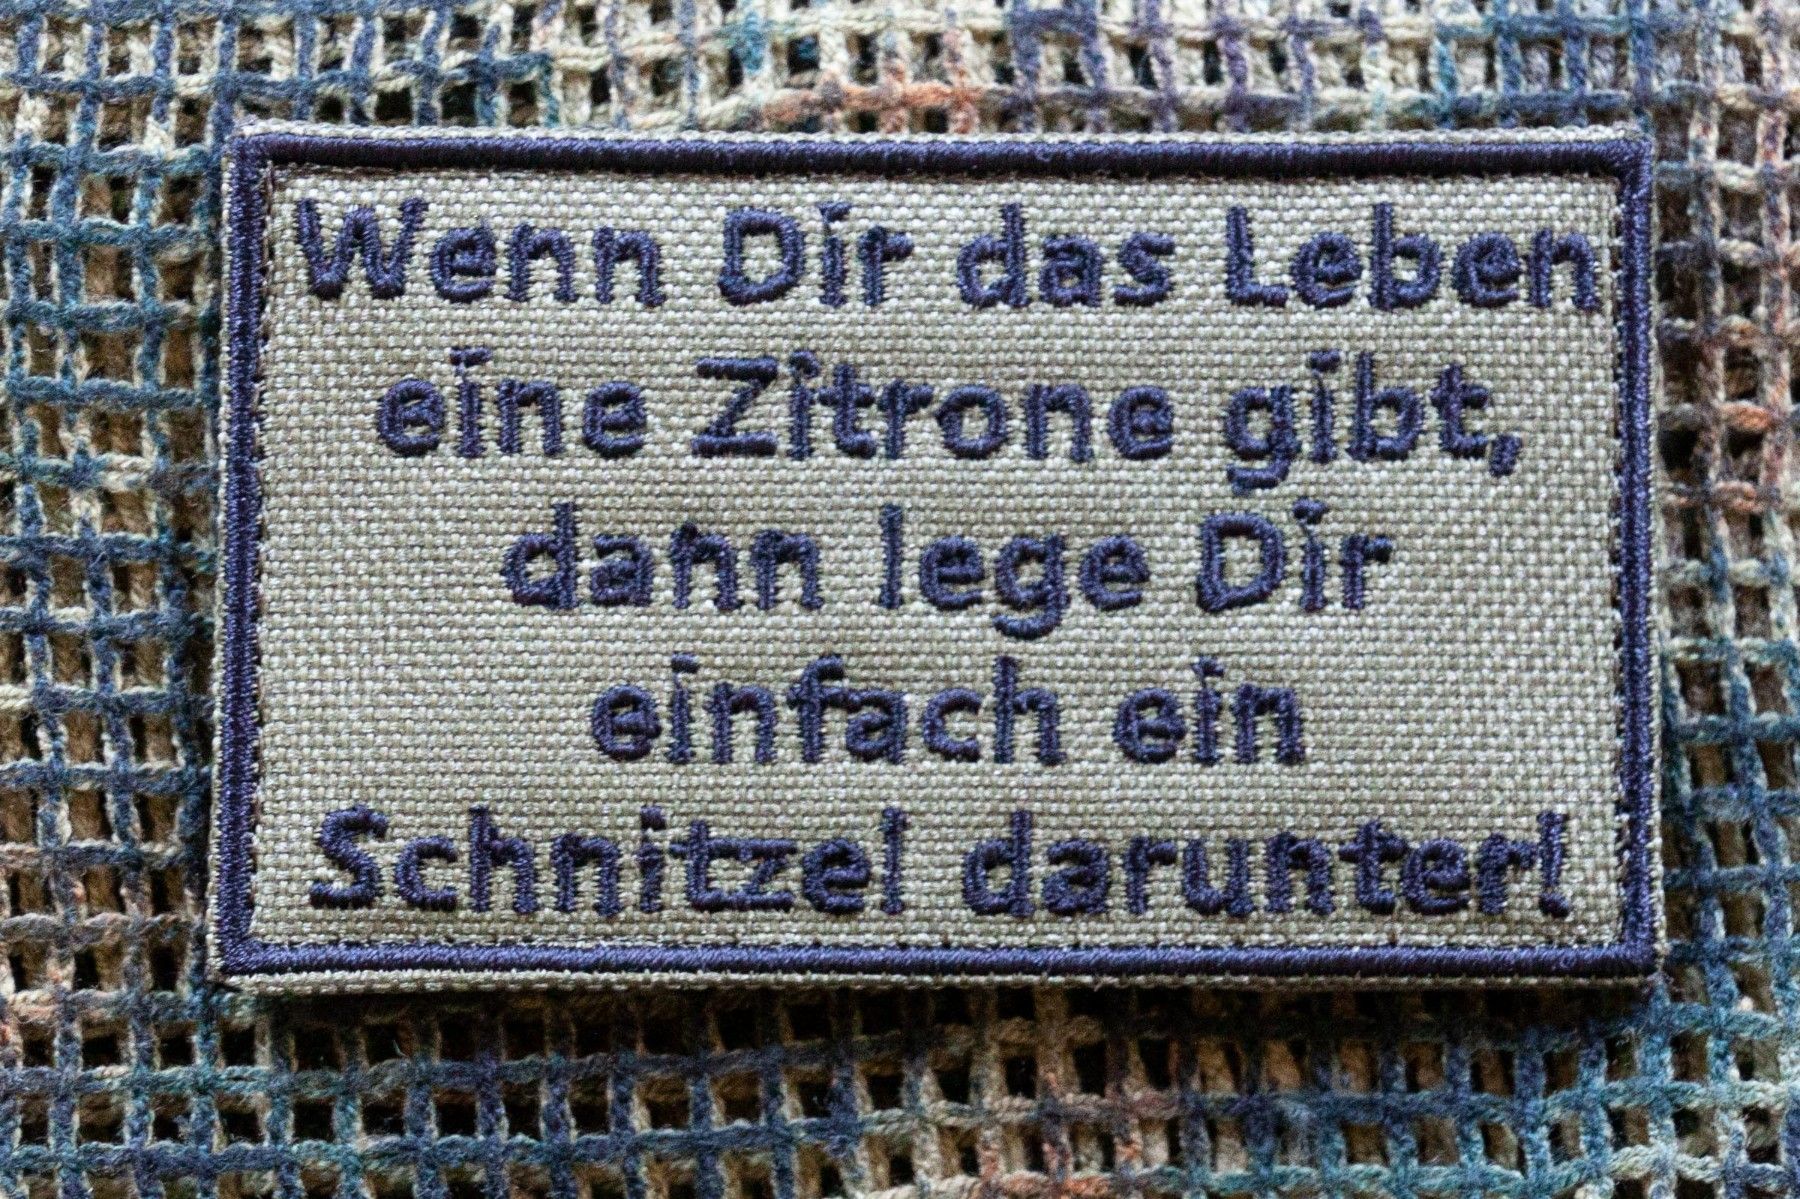 Wenn Dir das Leben
eine Zitrone gibt,
dann lege Dir
einfach ein
Schnitzel darunter!